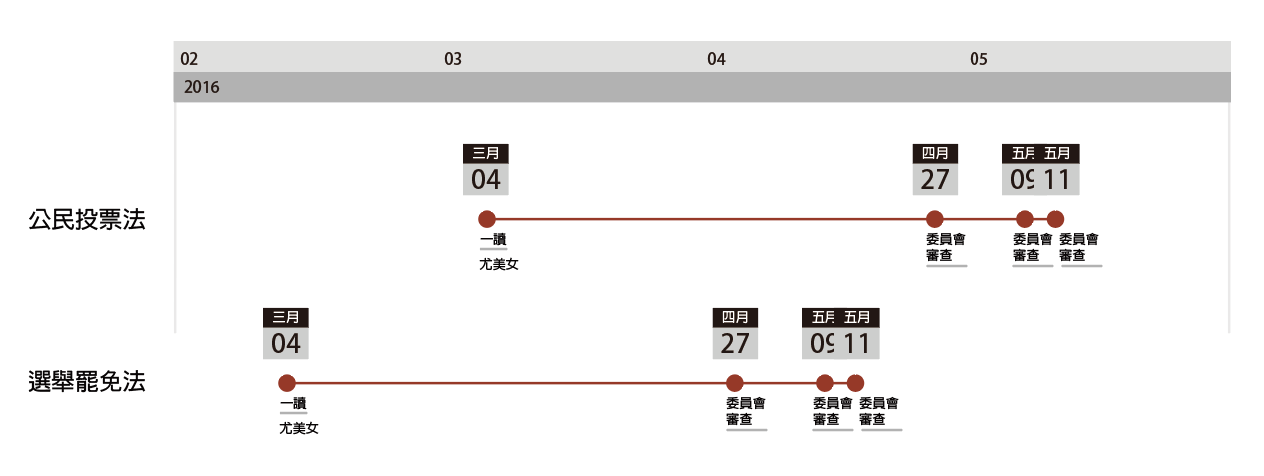 02 03 04 05
2016
三月 四月 五月 五月
04 27 09 11
公民投票法
一讀 委員會 委員會 委員會
審查 審查 審查
尤美女
三月 四月 五月 五月
04 27 09 11
選舉罷免法
一讀 委員會 委員會 委員會
審查 審查 審查
尤美女